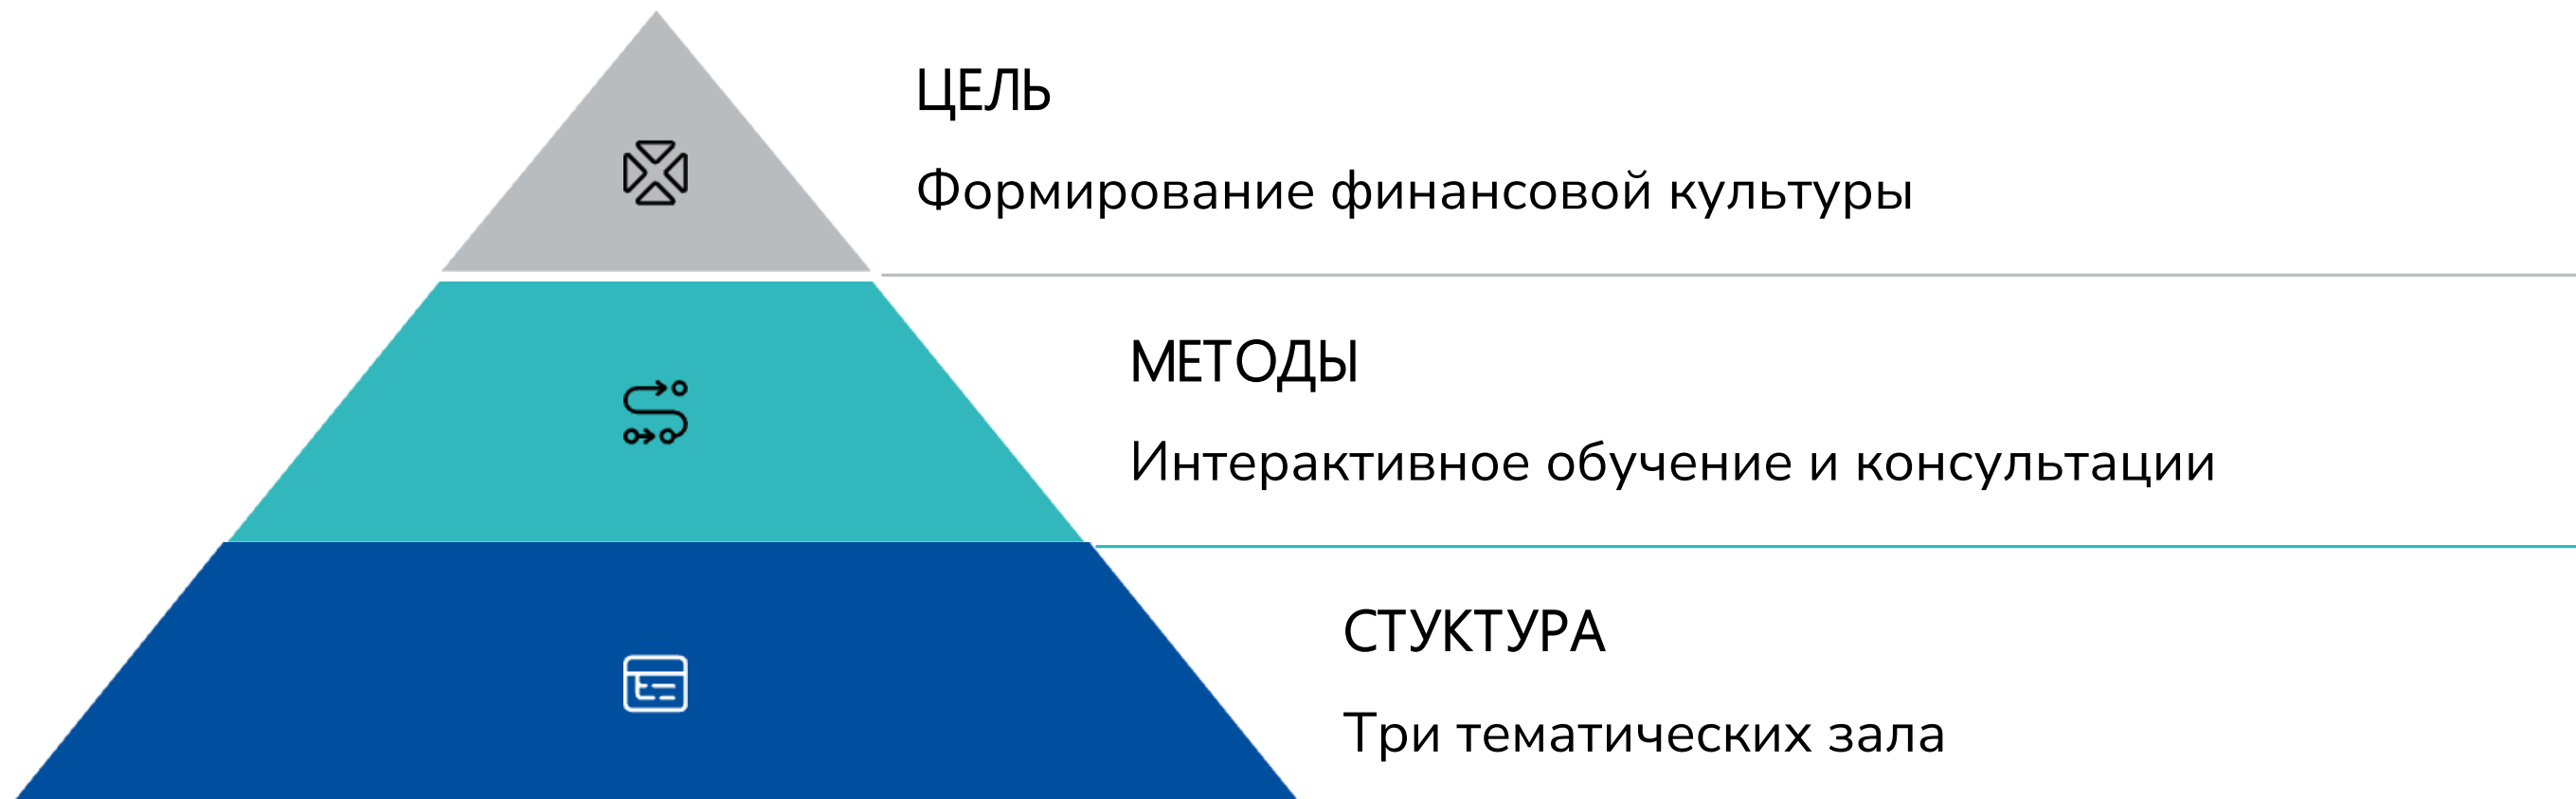 ЦЕЛЬ
Формирование финансовой культуры
МЕТОДЫ
Интерактивное обучение и консультации
СТУКТУРА
Три тематических зала